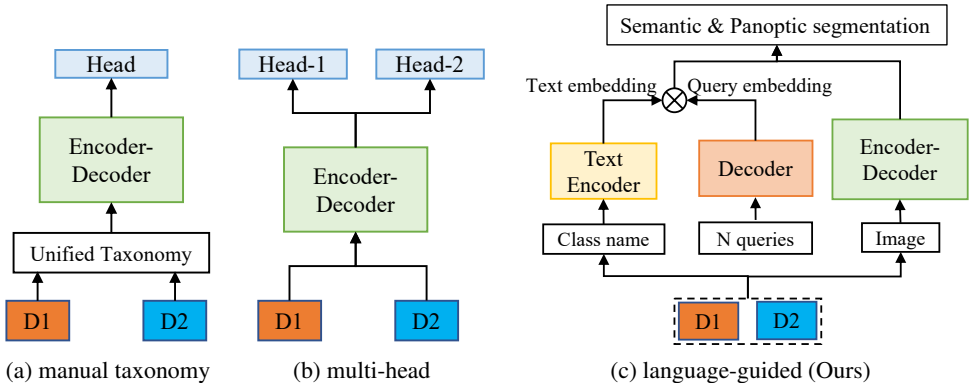 Head
Encoder-
Decoder
Unified Taxonomy
D1
D2
(a) manual taxonomy
Head-1
Head-2
Encoder-
Decoder
D1
D2
(b) multi-head
Semantic & Panoptic segmentation
Text embedding
Query embedding
Text
Encoder
Decoder
Encoder-
Decoder
Class name
N queries
Image
D1
D2
(c) language-guided (Ours)